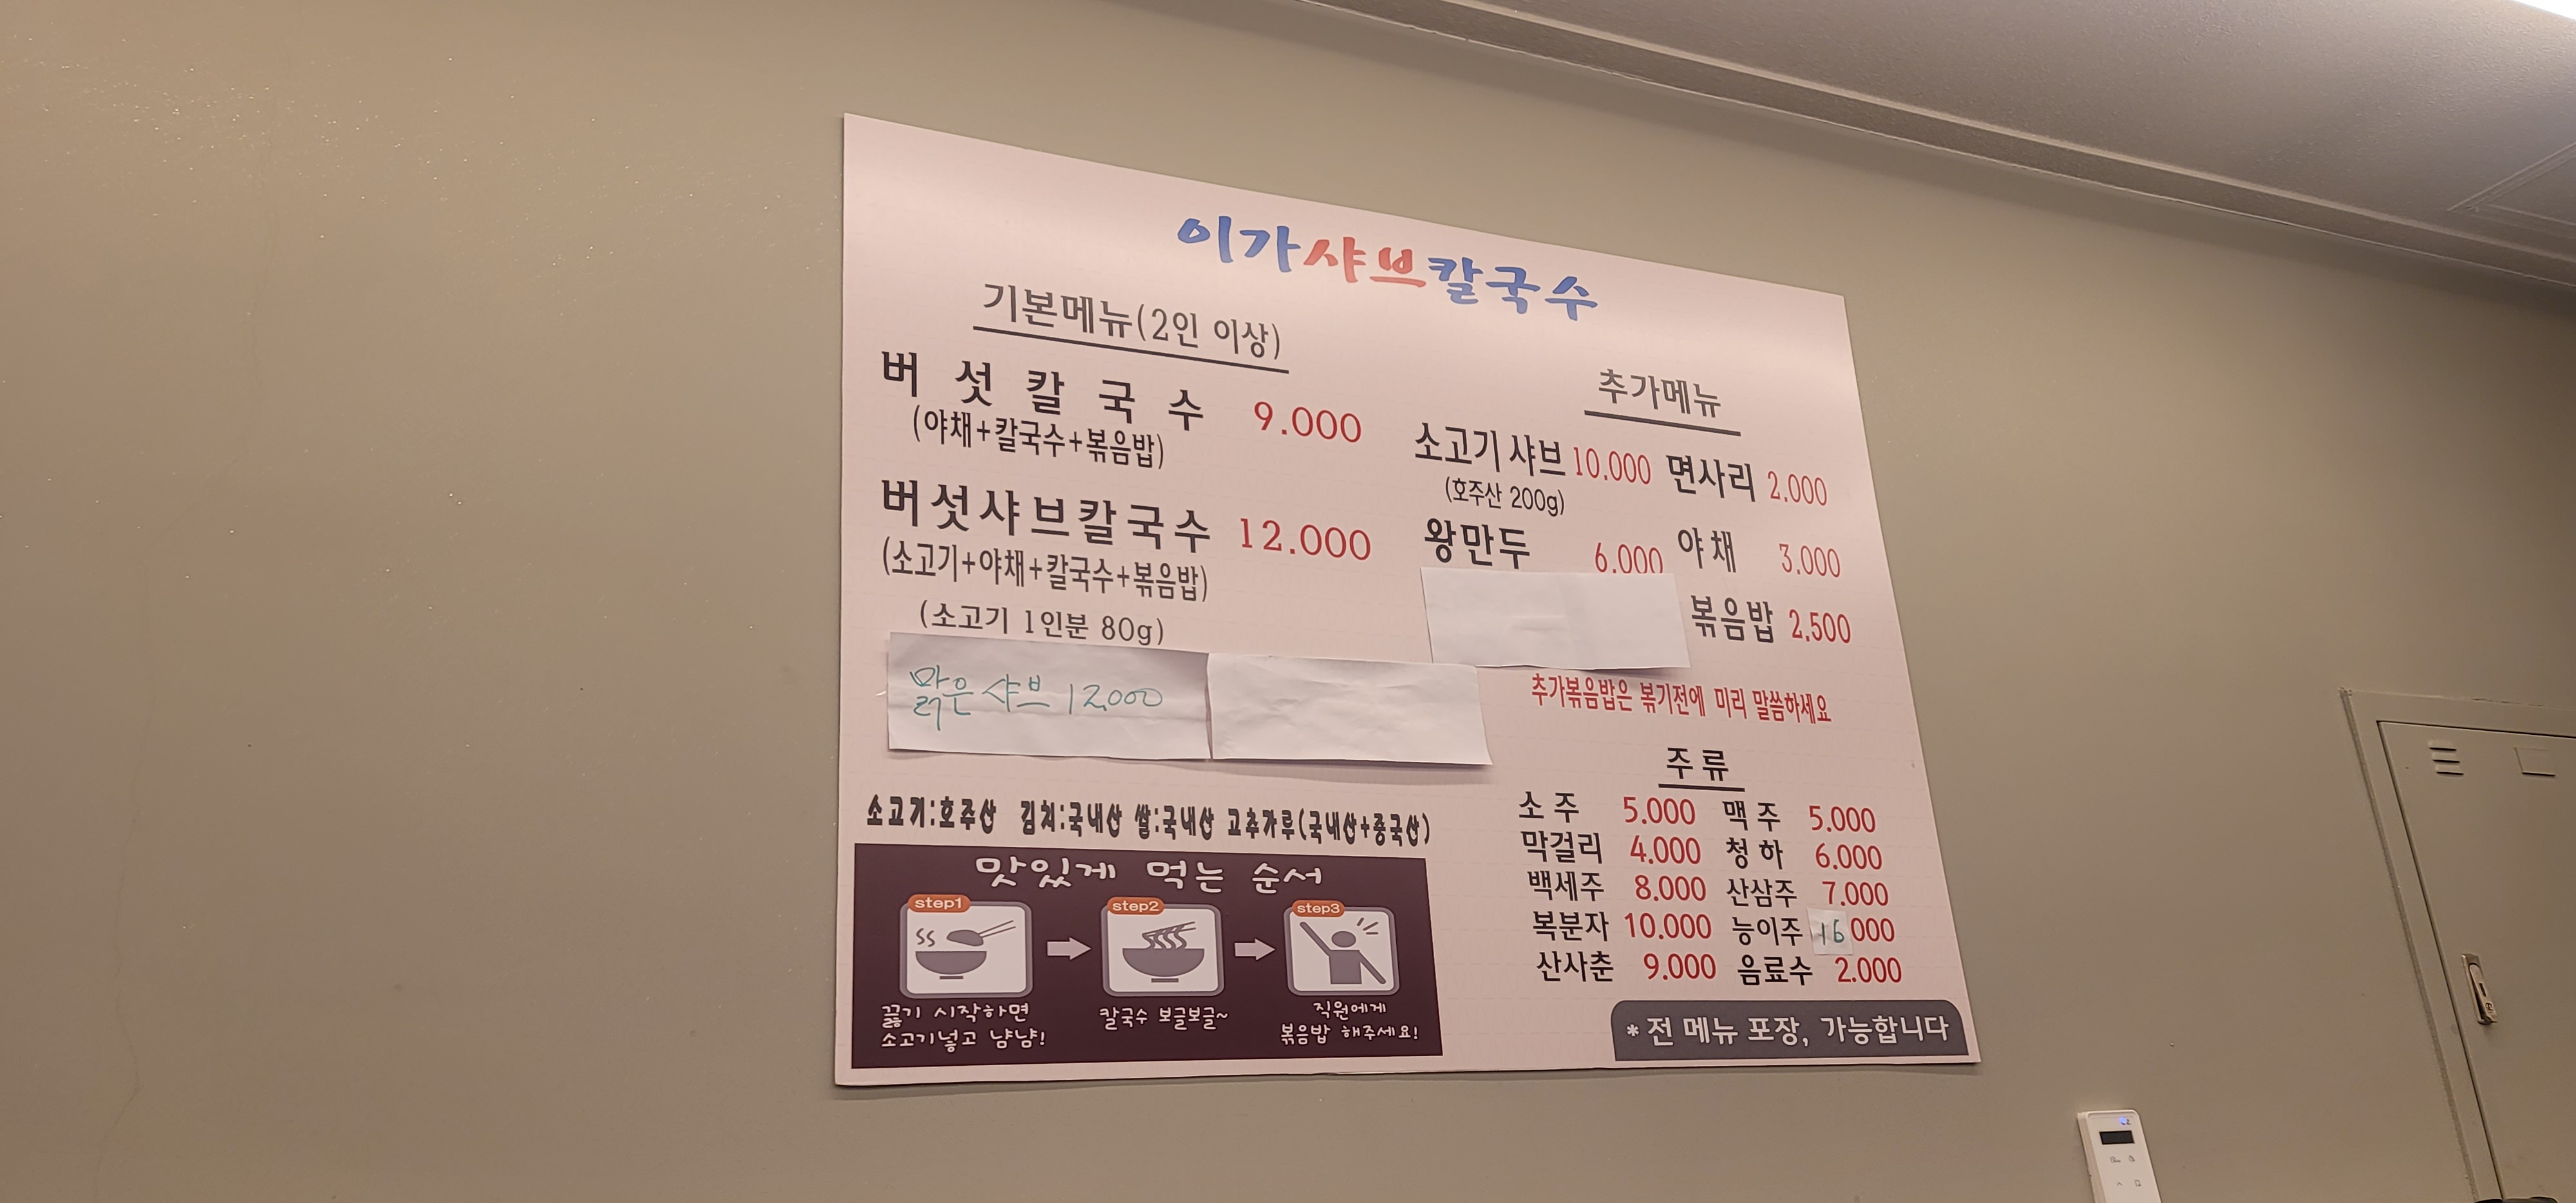 이가샤브칼국수
기본메뉴(2인 이상)
버섯칼국수 9.000
(야채+칼국수+볶음밥)
버섯샤브칼국수 12.000
(소고기+야채+칼국수+볶음밥)
(소고기 1인분 80g)
맑은 샤브 12,000
추가메뉴
소고기 샤브 10.000 면사리 2.000
(호주산 200g)
왕만두 6.000 야채 3.000
볶음밥 2.500
추가볶음밥은 볶기전에 미리 말씀하세요
주류
소주 5.000 맥주 5.000
막걸리 4.000 청하 6.000
백세주 8.000 산삼주 7.000
복분자 10.000 능이주 16000
산사춘 9.000 음료수 2.000
*전 메뉴 포장, 가능합니다
소고기:호주산 김치:국내산 쌀:국내산 고추가루(국내산+중국산)
맛있게 먹는 순서
step1
끓기 시작하면
소고기넣고 냠냠!
step2
칼국수 보글보글~
step3
직원에게
볶음밥 해주세요!